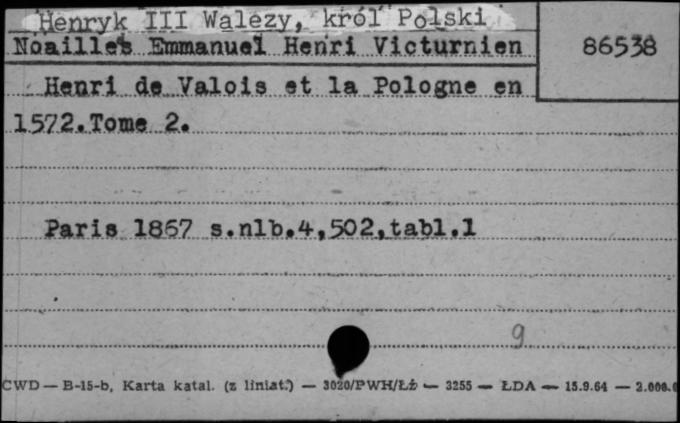 Henryk III Walezy, król Polski
Noailles Emmanuel Henri Victurnien
86538
Henri de Valois et la Pologne en
1572.Tome 2.
Paris 1867 s.nlb.4,502,tabl.1
9
CWD — B-15-b, Karta katal. (z liniat.) — 3020/PWH/Łż — 3255 — ŁDA — 15.9.64 — 2.000.0